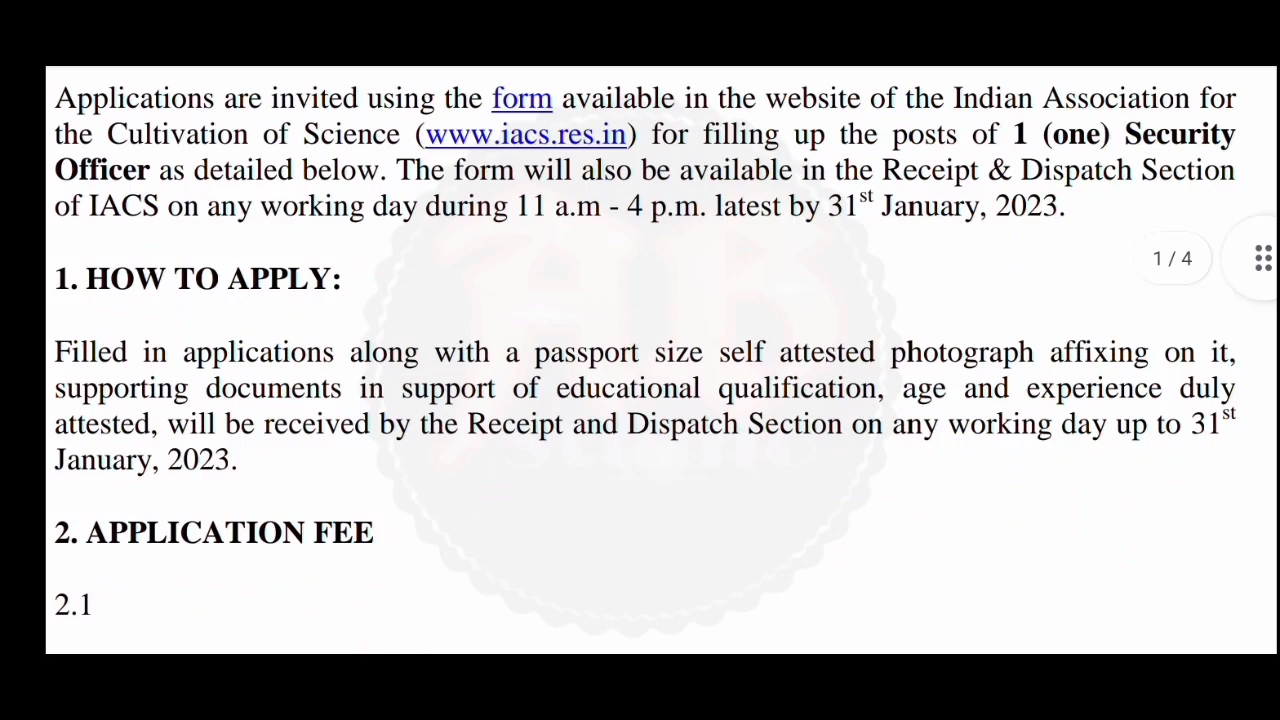 Applications are invited using the form available in the website of the Indian Association for
the Cultivation of Science (www.iacs.res.in) for filling up the posts of 1 (one) Security
Officer as detailed below. The form will also be available in the Receipt & Dispatch Section
of IACS on any working day during 11 a.m - 4 p.m. latest by 31st January, 2023.
1 / 4
1. HOW TO APPLY:
Filled in applications along with a passport size self attested photograph affixing on it,
supporting documents in support of educational qualification, age and experience duly
attested, will be received by the Receipt and Dispatch Section on any working day up to 31st
January, 2023.
2. APPLICATION FEE
2.1